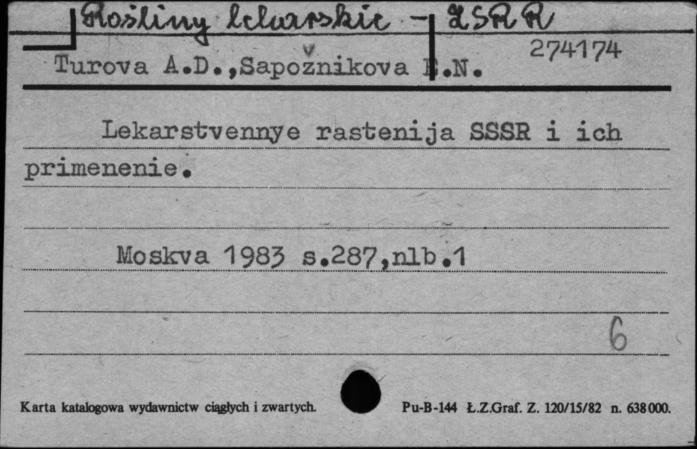 Rośliny lekarskie - ZSRR
274174
Turova A.D.,Sapožnikova E.N.
Lekarstvennye rastenija SSSR i ich
primenenie.
Moskva 1983 s.287,nlb.1
6
Karta katalogowa wydawnictw ciągłych i zwartych. Pu-B-144 Ł.Z.Graf. Z. 120/15/82 n. 638000.